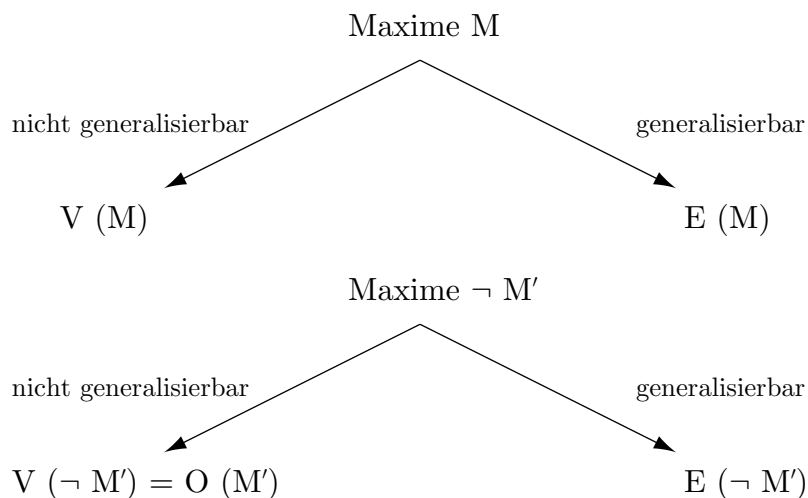 Maxime M
nicht generalisierbar generalisierbar
V (M) E (M)
Maxime ¬ M′
nicht generalisierbar generalisierbar
V (¬ M′) = O (M′) E (¬ M′)